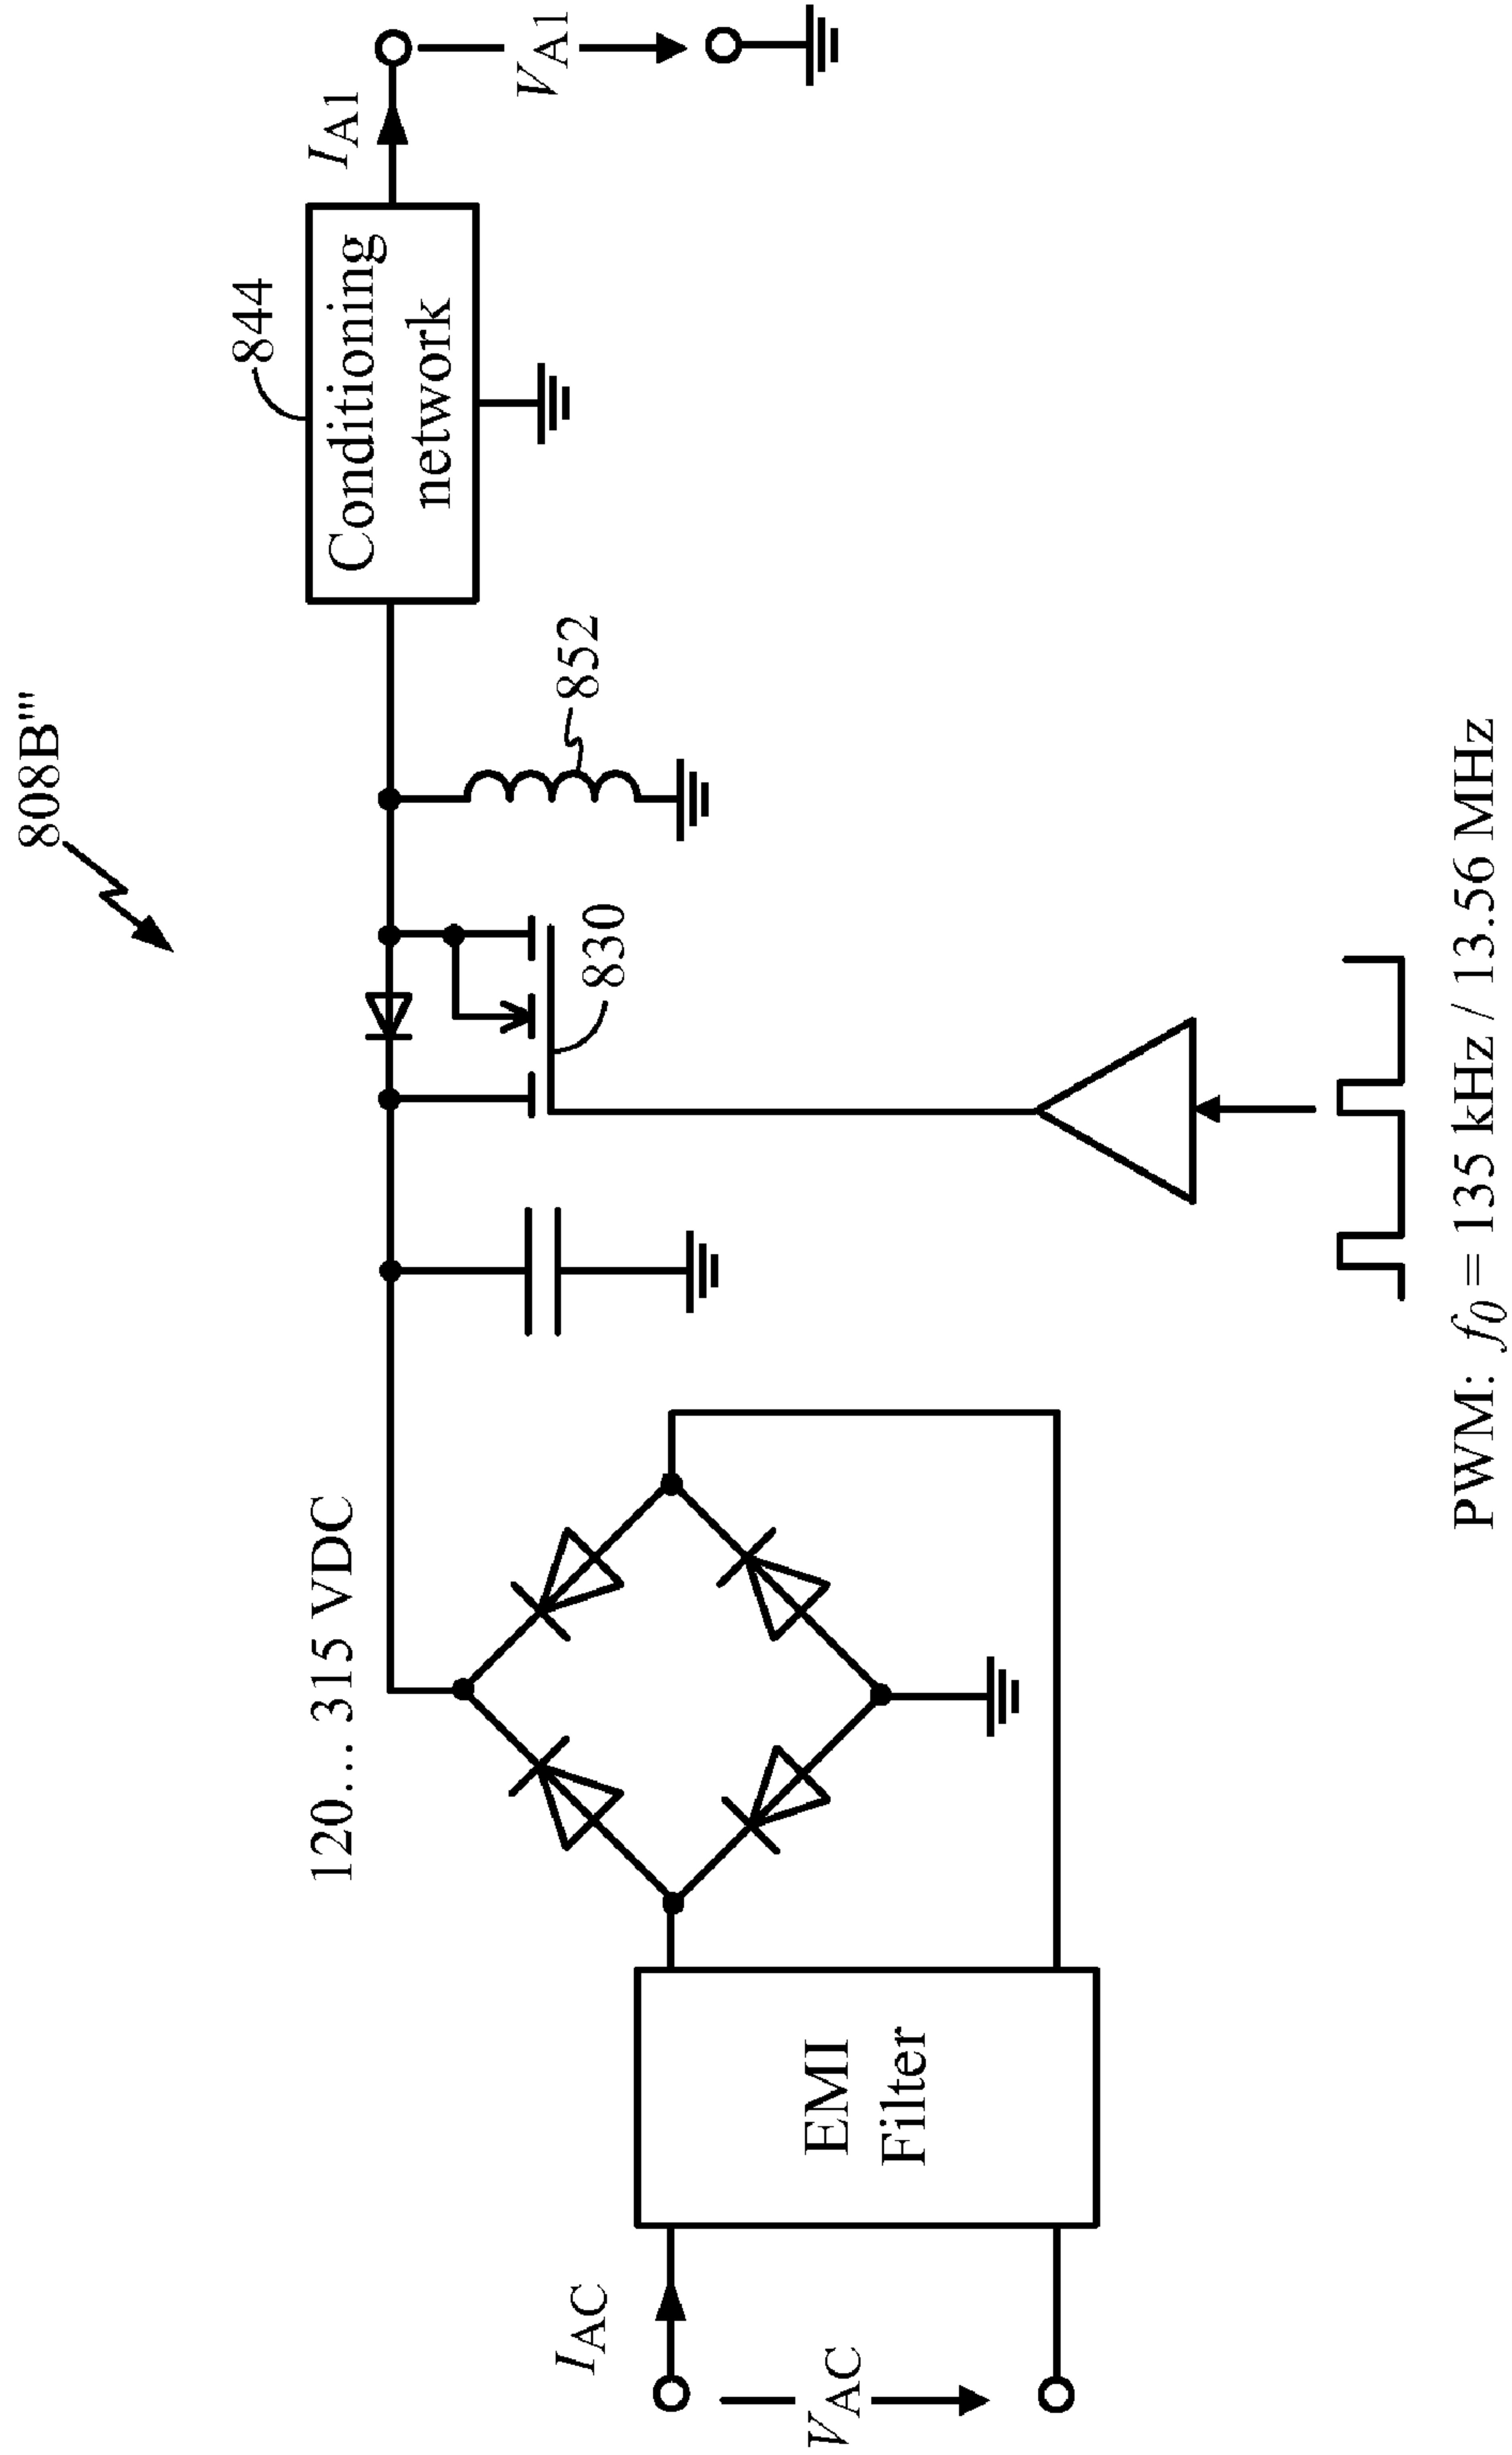 808B'''
120... 315 VDC
844
Conditioning
network
I_A1
V_A1
852
830
EMI
Filter
I_AC
V_AC
PWM: f_0 = 135 kHz / 13.56 MHz